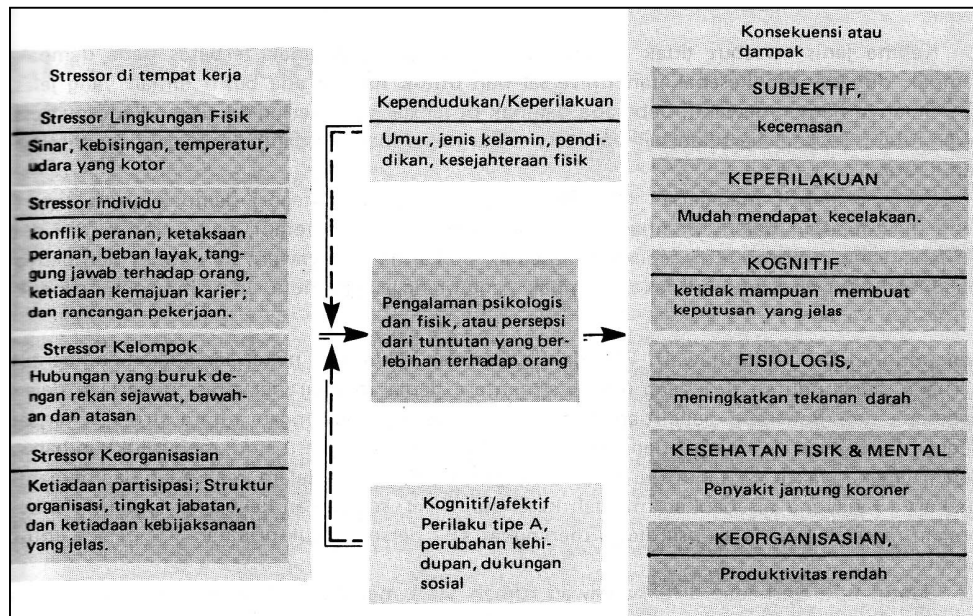 Stressor di tempat kerja
Stressor Lingkungan Fisik
Sinar, kebisingan, temperatur,
udara yang kotor
Stressor individu
konflik peranan, ketaksaan
peranan, beban layak, tang-
gung jawab terhadap orang,
ketiadaan kemajuan karier;
dan rancangan pekerjaan.
Stressor Kelompok
Hubungan yang buruk de-
ngan rekan sejawat, bawah-
an dan atasan
Stressor Keorganisasian
Ketiadaan partisipasi; Struktur
organisasi, tingkat jabatan,
dan ketiadaan kebijaksanaan
yang jelas.
Kependudukan/Keperilakuan
Umur, jenis kelamin, pendi-
dikan, kesejahteraan fisik
Pengalaman psikologis
dan fisik, atau persepsi
dari tuntutan yang ber-
lebihan terhadap orang
Kognitif/afektif
Perilaku tipe A,
perubahan kehi-
dupan, dukungan
sosial
Konsekuensi atau
dampak
SUBJEKTIF,
kecemasan
KEPERILAKUAN
Mudah mendapat kecelakaan.
KOGNITIF
ketidak mampuan membuat
keputusan yang jelas
FISIOLOGIS,
meningkatkan tekanan darah
KESEHATAN FISIK & MENTAL
Penyakit jantung koroner
KEORGANISASIAN,
Produktivitas rendah